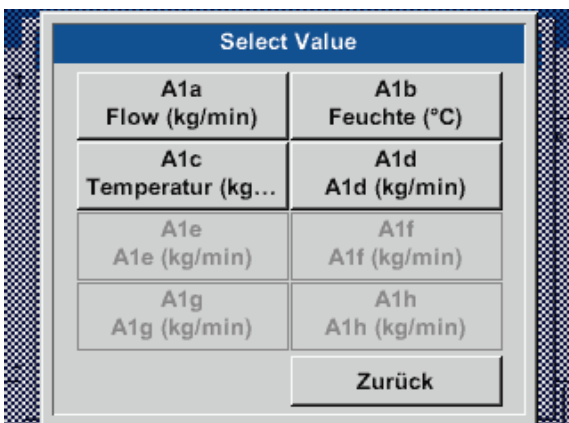 Select Value
A1a
Flow (kg/min)
A1b
Feuchte (°C)
A1c
Temperatur (kg...
A1d
A1d (kg/min)
A1e
A1e (kg/min)
A1f
A1f (kg/min)
A1g
A1g (kg/min)
A1h
A1h (kg/min)
Zurück